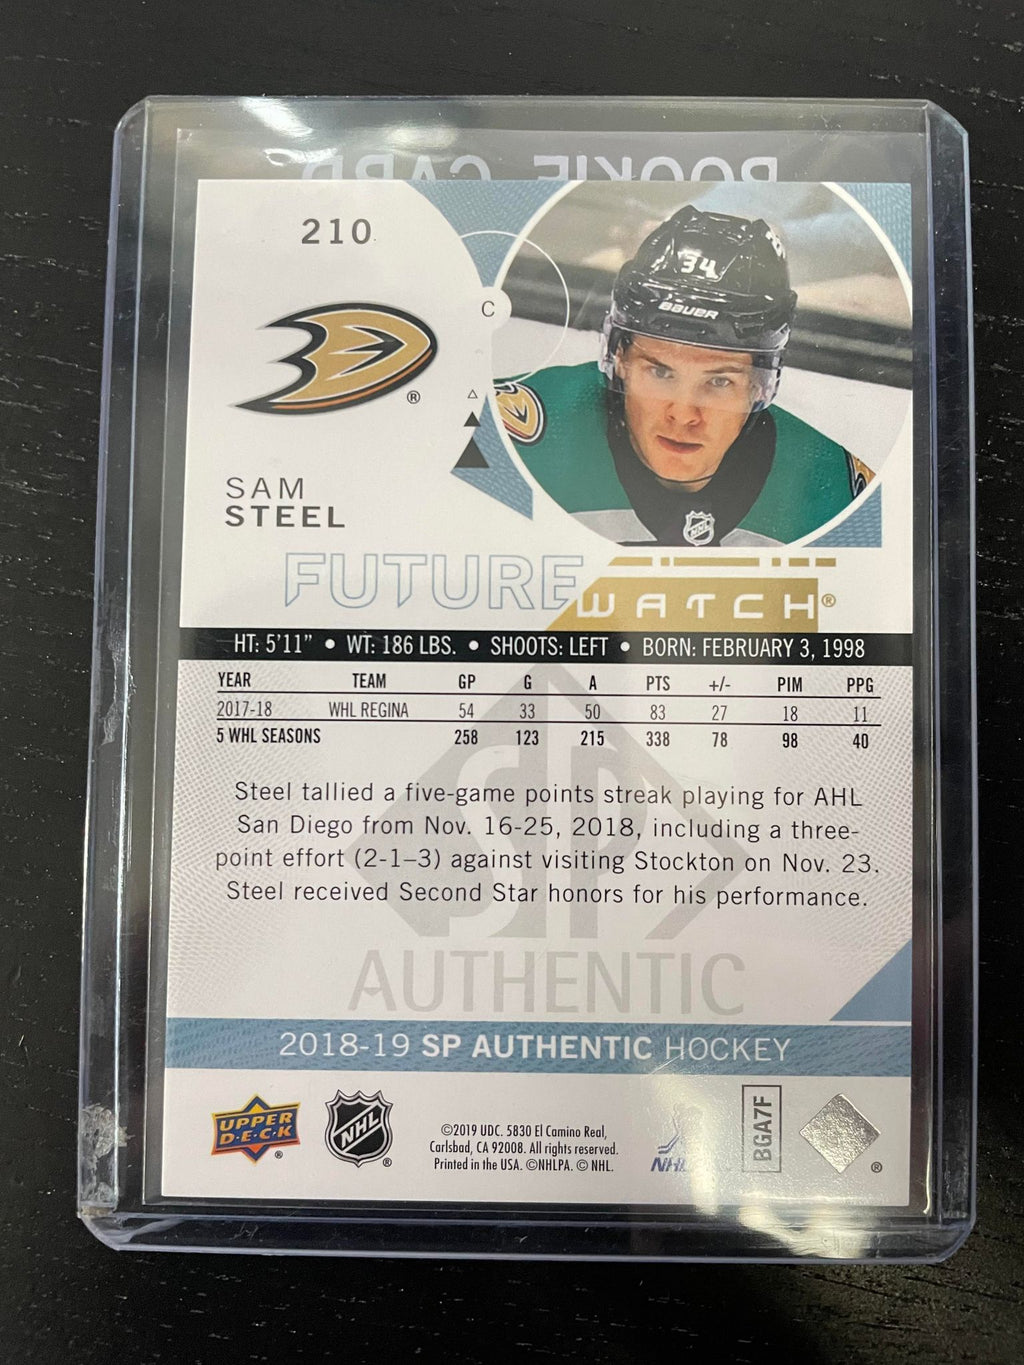 ROOKIE CARD
210
34
BAUER
C
®
NHL
SAM
STEEL
FUTURE
WATCH®
HT: 5'11" • WT: 186 LBS. • SHOOTS: LEFT • BORN: FEBRUARY 3, 1998
YEAR TEAM GP G A PTS +/- PIM PPG
2017-18 WHL REGINA 54 33 50 83 27 18 11
5 WHL SEASONS 258 123 215 338 78 98 40
Steel tallied a five-game points streak playing for AHL
San Diego from Nov. 16-25, 2018, including a three-
point effort (2-1–3) against visiting Stockton on Nov. 23.
Steel received Second Star honors for his performance.
SP
AUTHENTIC
2018-19 SP AUTHENTIC HOCKEY
UPPER
D·E·C·K
®
NHL
®
©2019 UDC. 5830 El Camino Real,
Carlsbad, CA 92008. All rights reserved.
Printed in the USA. ©NHLPA. © NHL.
BGA7F
®